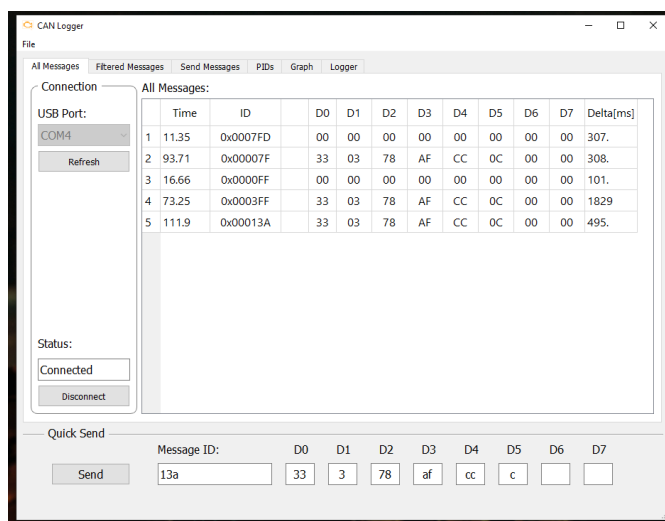 CAN Logger
File
All Messages Filtered Messages Send Messages PIDs Graph Logger
Connection
USB Port:
COM4
Refresh
Status:
Connected
Disconnect
All Messages:
Time ID D0 D1 D2 D3 D4 D5 D6 D7 Delta[ms]
1 11.35 0x0007FD 00 00 00 00 00 00 00 00 307.
2 93.71 0x00007F 33 03 78 AF CC 0C 00 00 308.
3 16.66 0x0000FF 00 00 00 00 00 00 00 00 101.
4 73.25 0x0003FF 33 03 78 AF CC 0C 00 00 1829
5 111.9 0x00013A 33 03 78 AF CC 0C 00 00 495.
Quick Send
Message ID: D0 D1 D2 D3 D4 D5 D6 D7
Send 13a 33 3 78 af cc c